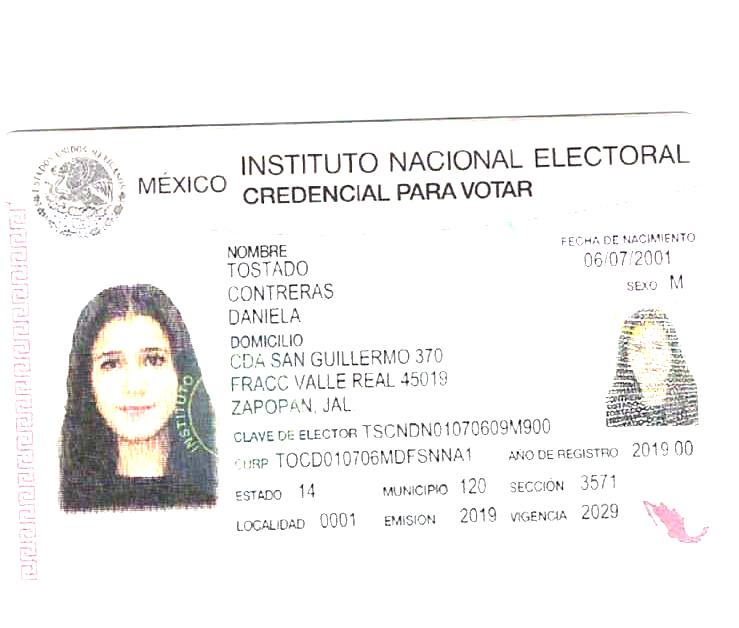 ESTADOS UNIDOS MEXICANOS
MÉXICO
INSTITUTO NACIONAL ELECTORAL
CREDENCIAL PARA VOTAR
NOMBRE
TOSTADO
CONTRERAS
DANIELA
FECHA DE NACIMIENTO
06/07/2001
SEXO M
DOMICILIO
CDA SAN GUILLERMO 370
FRACC VALLE REAL 45019
ZAPOPAN, JAL.
CLAVE DE ELECTOR TSCNDN01070609M900
CURP TOCD010706MDFSNNA1 AÑO DE REGISTRO 2019 00
ESTADO 14 MUNICIPIO 120 SECCIÓN 3571
LOCALIDAD 0001 EMISION 2019 VIGENCIA 2029
INSTITUTO